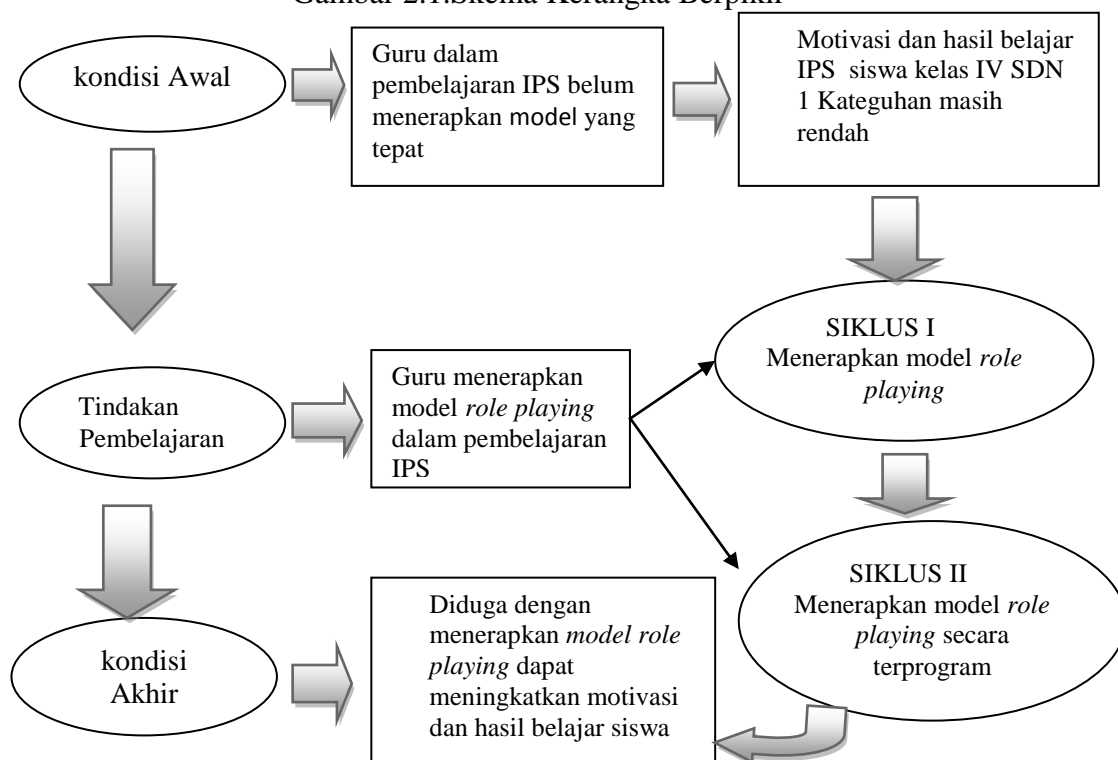 Gambar 2.1.Skema Kerangka Berpikir
kondisi Awal
Guru dalam
pembelajaran IPS belum
menerapkan model yang
tepat
Motivasi dan hasil belajar
IPS siswa kelas IV SDN
1 Kateguhan masih
rendah
SIKLUS I
Menerapkan model role
playing
Tindakan
Pembelajaran
Guru menerapkan
model role playing
dalam pembelajaran
IPS
SIKLUS II
Menerapkan model role
playing secara
terprogram
kondisi
Akhir
Diduga dengan
menerapkan model role
playing dapat
meningkatkan motivasi
dan hasil belajar siswa